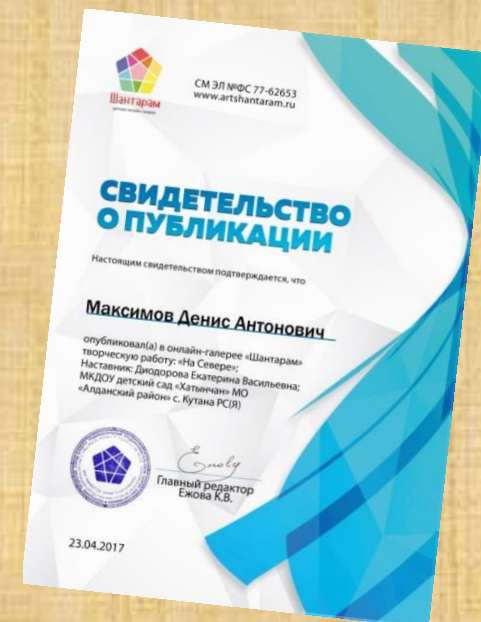 Шантарам
СМ ЭЛ №ФС 77-62653
www.artshantaram.ru
СВИДЕТЕЛЬСТВО
О ПУБЛИКАЦИИ
Настоящим свидетельством подтверждается, что
Максимов Денис Антонович
опубликовал(а) в онлайн-галерее «Шантарам»
творческую работу: «На Севере»;
Наставник: Диодорова Екатерина Васильевна;
МКДОУ детский сад «Хатынчан» МО
«Алданский район» с. Кутана РС(Я)
Главный редактор
Ежова К.В.
23.04.2017